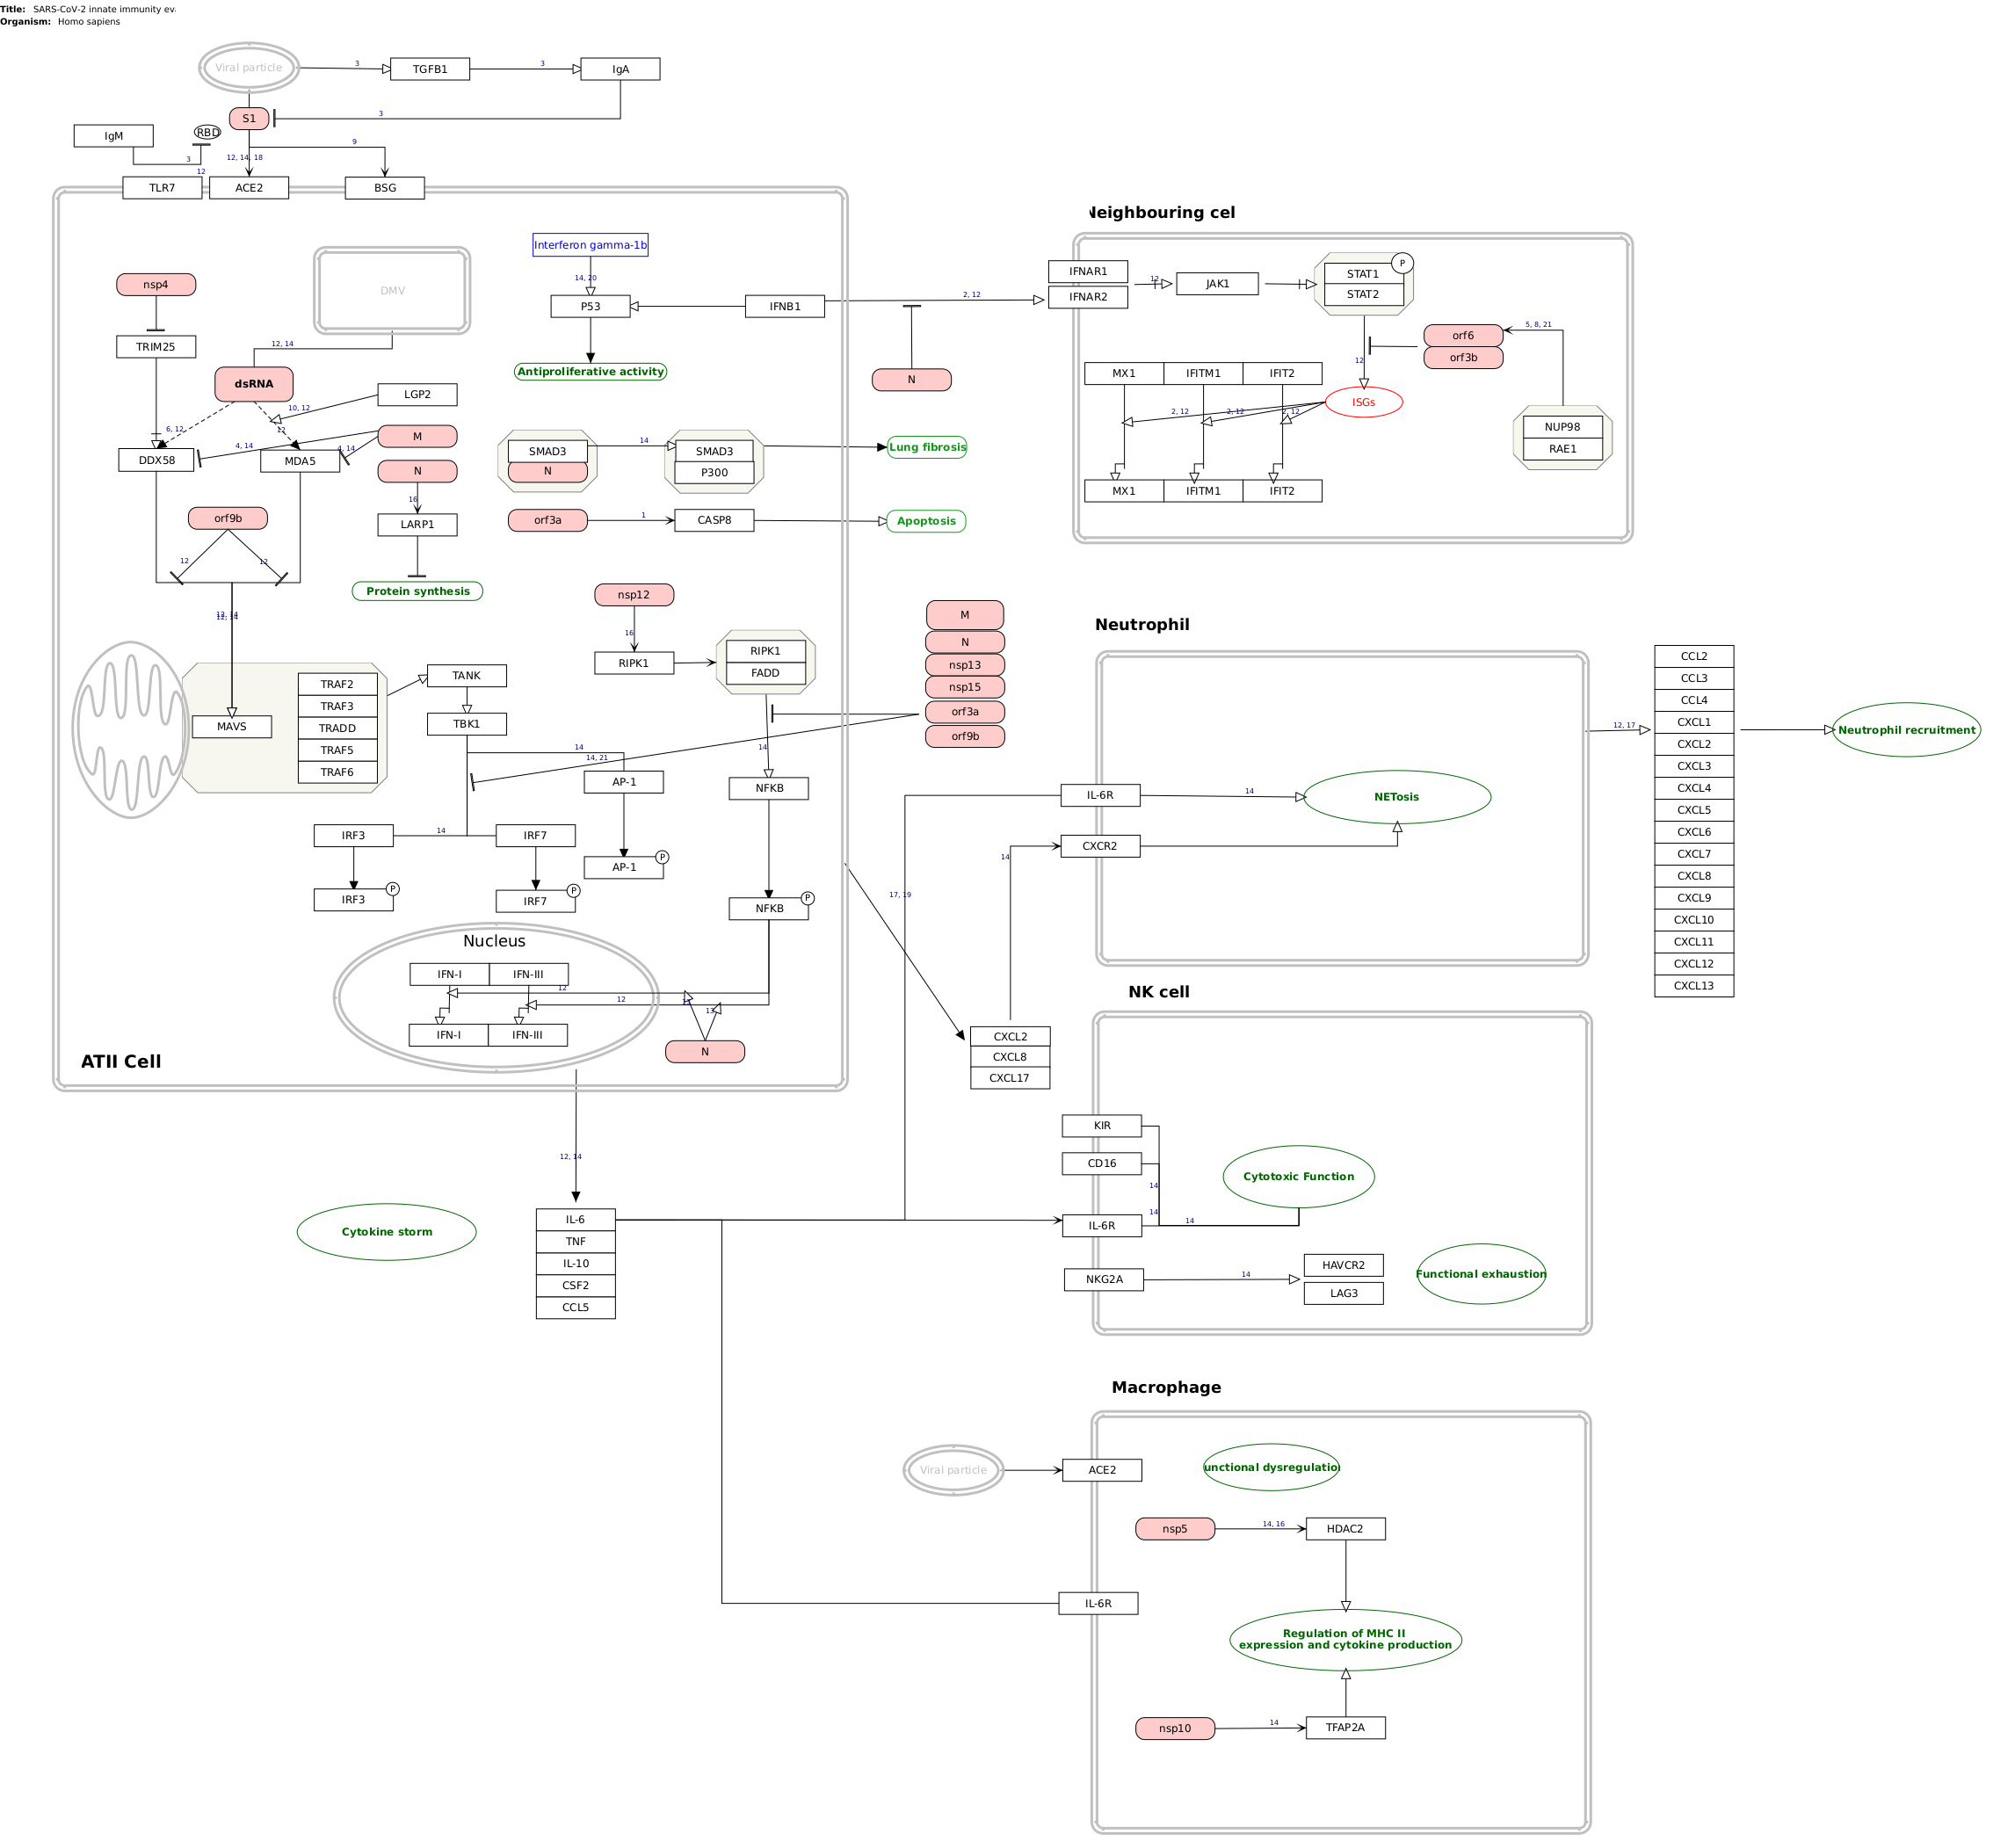 Title: SARS-CoV-2 innate immunity ev
Organism: Homo sapiens
Viral particle
3
TGFB1
3
IgA
S1
3
IgM
RBD
3
12, 14, 18
9
12
TLR7
ACE2
BSG
Neighbouring cel
Interferon gamma-1b
14, 20
P53
IFNB1
2, 12
IFNAR1
IFNAR2
12
JAK1
STAT1
STAT2
P
nsp4
DMV
TRIM25
12, 14
dsRNA
LGP2
10, 12
6, 12
12
M
4, 14
4, 14
DDX58
MDA5
N
16
LARP1
Protein synthesis
orf9b
12
12
Antiproliferative activity
N
SMAD3
N
14
SMAD3
P300
Lung fibrosis
orf3a
1
CASP8
Apoptosis
orf6
orf3b
5, 8, 21
12
MX1
IFITM1
IFIT2
ISGs
2, 12
2, 12
2, 12
NUP98
RAE1
MX1
IFITM1
IFIT2
12, 14
12, 14
nsp12
16
RIPK1
RIPK1
FADD
M
N
nsp13
nsp15
orf3a
orf9b
MAVS
TRAF2
TRAF3
TRADD
TRAF5
TRAF6
TANK
TBK1
14
14, 21
14
AP-1
NFKB
IRF3
14
IRF7
AP-1
P
IRF3
P
IRF7
P
NFKB
P
Nucleus
IFN-I
IFN-III
12
12
13
IFN-I
IFN-III
N
ATII Cell
Neutrophil
IL-6R
14
NETosis
CXCR2
14
17, 19
12, 17
CCL2
CCL3
CCL4
CXCL1
CXCL2
CXCL3
CXCL4
CXCL5
CXCL6
CXCL7
CXCL8
CXCL9
CXCL10
CXCL11
CXCL12
CXCL13
Neutrophil recruitment
NK cell
CXCL2
CXCL8
CXCL17
KIR
CD16
14
14
14
IL-6R
Cytotoxic Function
NKG2A
14
HAVCR2
LAG3
Functional exhaustion
12, 14
Cytokine storm
IL-6
TNF
IL-10
CSF2
CCL5
Macrophage
Viral particle
ACE2
unctional dysregulatio
nsp5
14, 16
HDAC2
IL-6R
Regulation of MHC II
expression and cytokine production
nsp10
14
TFAP2A